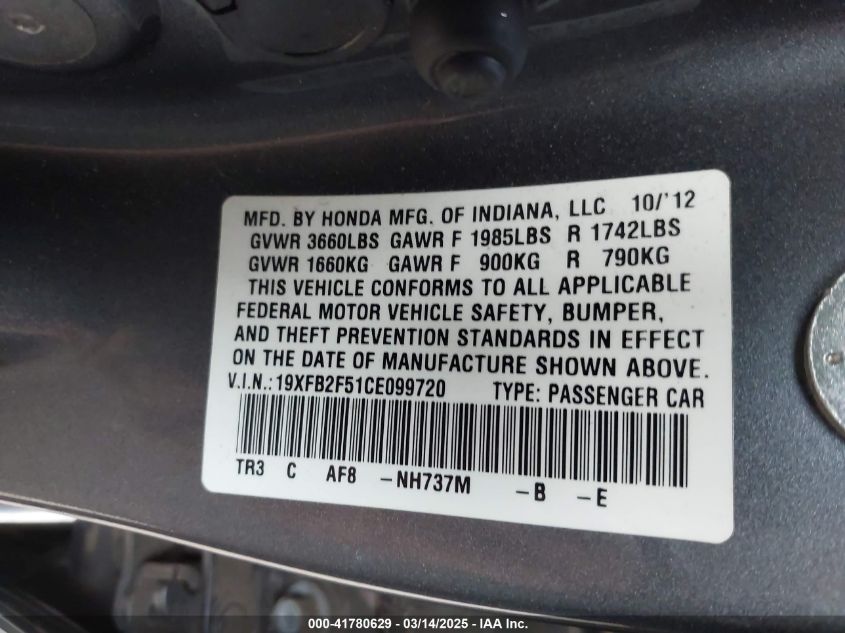 MFD. BY HONDA MFG. OF INDIANA, LLC 10/'12
GVWR 3660LBS GAWR F 1985LBS R 1742LBS
GVWR 1660KG GAWR F 900KG R 790KG
THIS VEHICLE CONFORMS TO ALL APPLICABLE
FEDERAL MOTOR VEHICLE SAFETY, BUMPER,
AND THEFT PREVENTION STANDARDS IN EFFECT
ON THE DATE OF MANUFACTURE SHOWN ABOVE.
V.I.N.:19XFB2F51CE099720 TYPE: PASSENGER CAR
TR3 C AF8 -NH737M -B -E
000-41780629 - 03/14/2025 - IAA Inc.